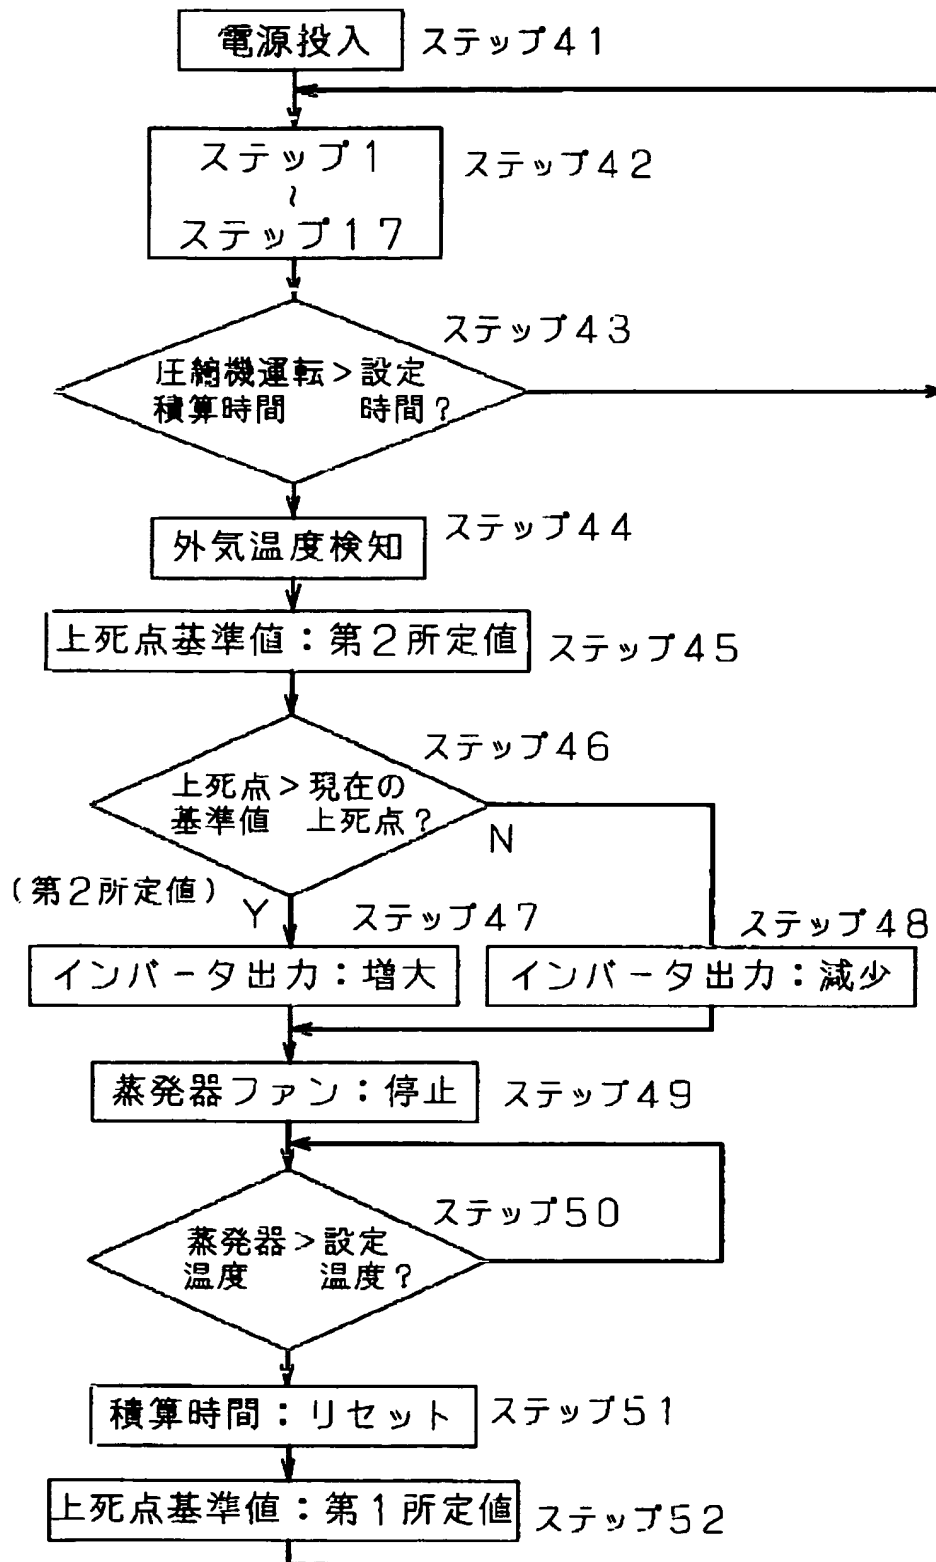 電源投入
ステップ41
ステップ1
~
ステップ17
ステップ42
ステップ43
圧縮機運転>設定
積算時間 時間?
ステップ44
外気温度検知
上死点基準値:第2所定値
ステップ45
ステップ46
上死点>現在の
基準値 上死点?
N
(第2所定値)
Y
ステップ47
ステップ48
インバータ出力:増大
インバータ出力:減少
蒸発器ファン:停止
ステップ49
ステップ50
蒸発器>設定
温度 温度?
積算時間:リセット
ステップ51
上死点基準値:第1所定値
ステップ52